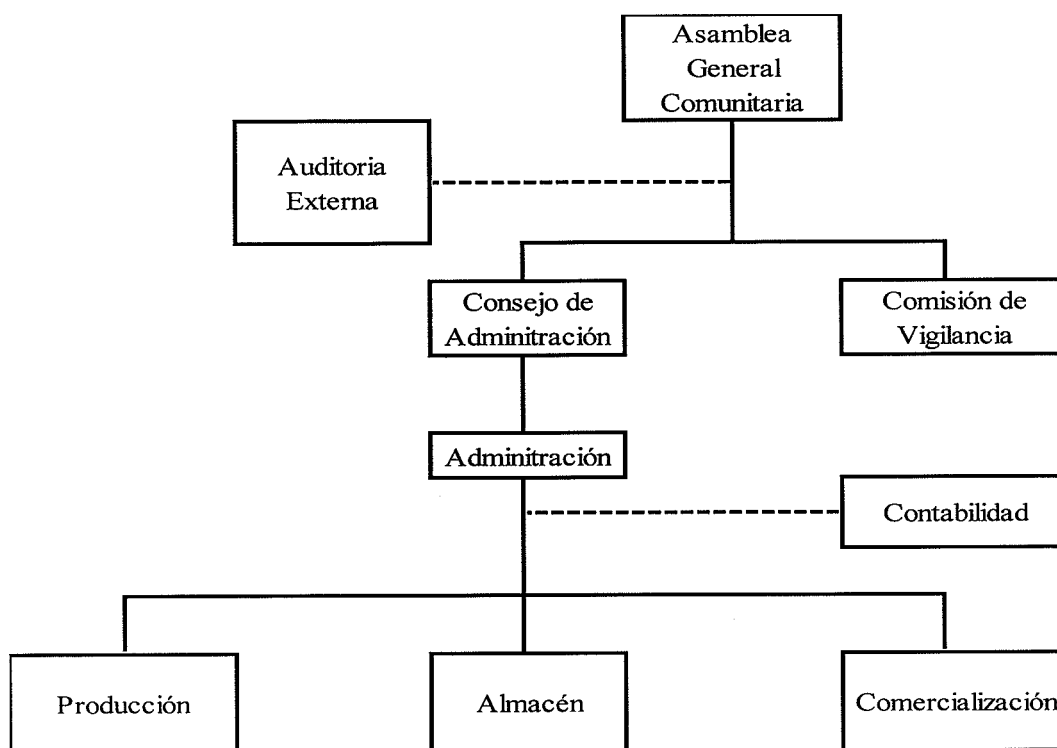 Asamblea
General
Comunitaria
Auditoria
Externa
Consejo de
Adminitración
Comisión de
Vigilancia
Adminitración
Contabilidad
Producción
Almacén
Comercialización